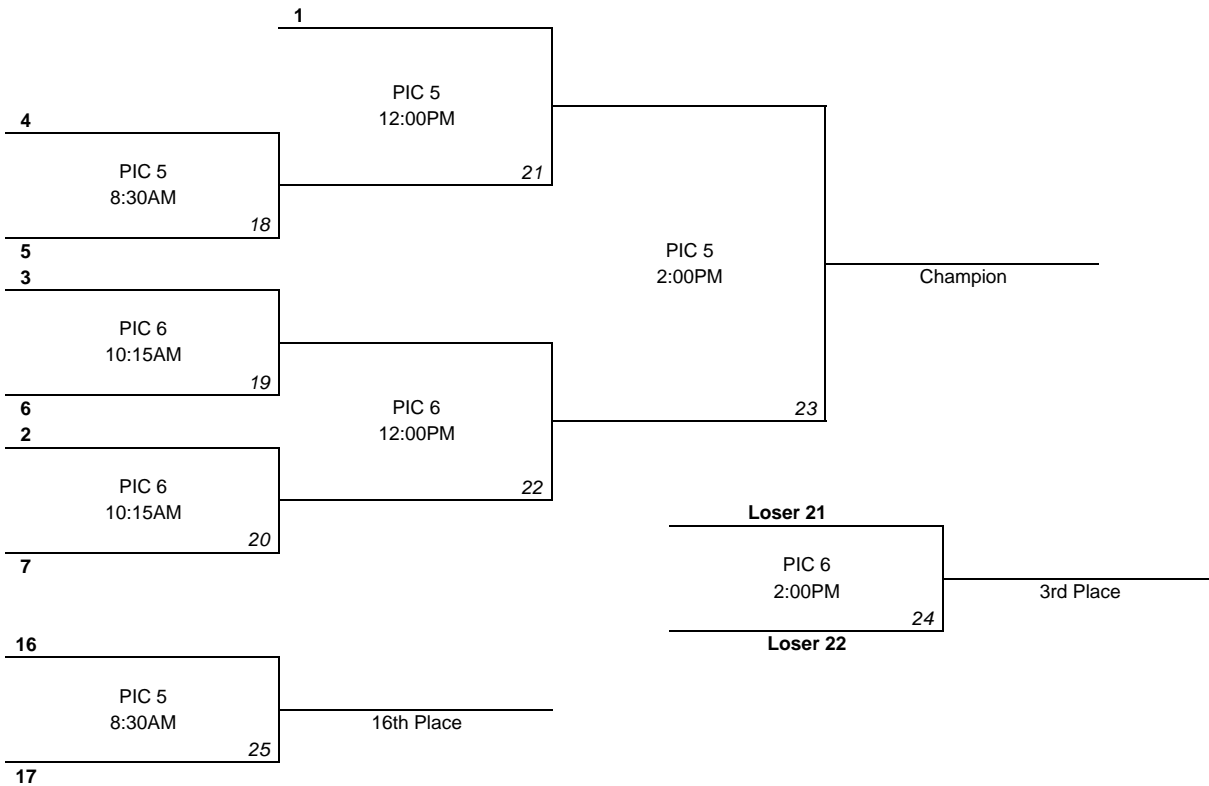 1
PIC 5
12:00PM
21
4
PIC 5
8:30AM
18
5
3
PIC 6
10:15AM
19
6
2
PIC 6
10:15AM
20
7
PIC 6
12:00PM
22
PIC 5
2:00PM
23
Champion
Loser 21
PIC 6
2:00PM
24
Loser 22
3rd Place
16
PIC 5
8:30AM
25
17
16th Place